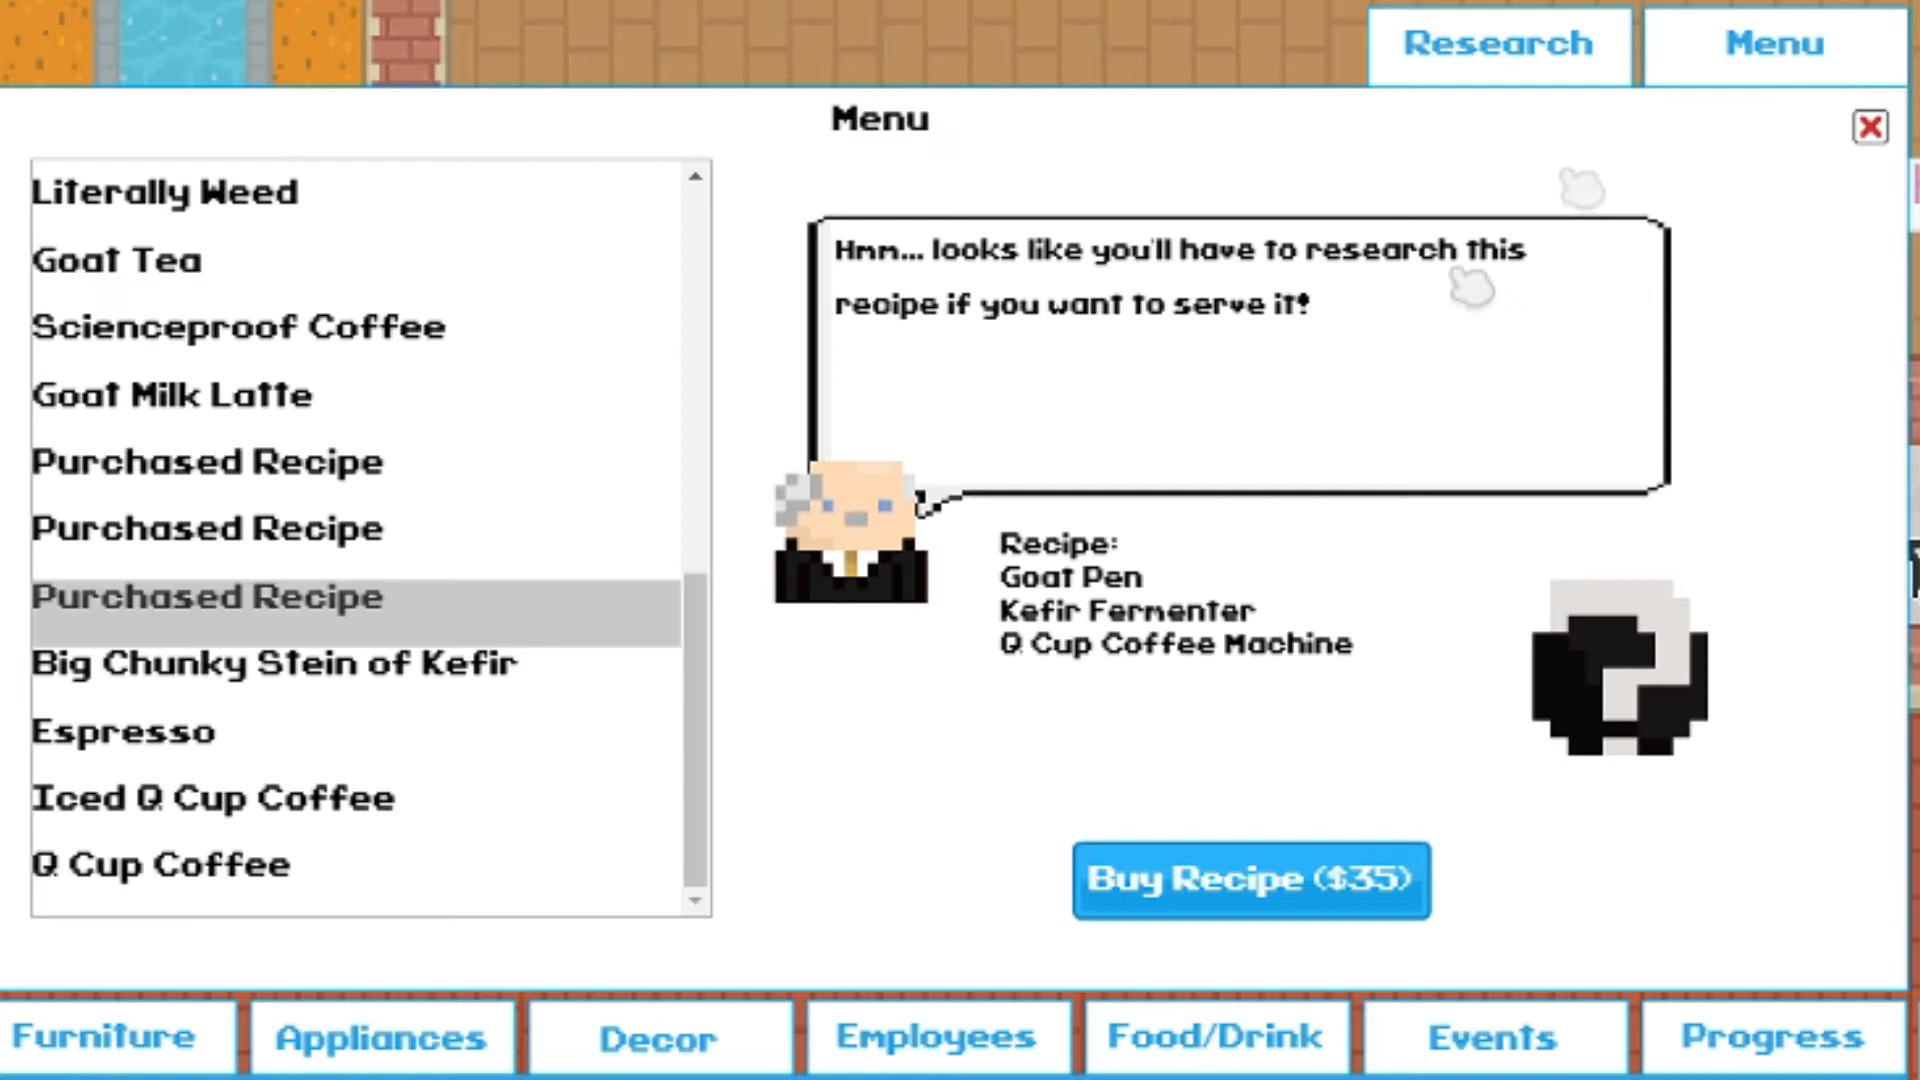 Research
Menu
Menu
Literally Weed
Goat Tea
Scienceproof Coffee
Goat Milk Latte
Purchased Recipe
Purchased Recipe
Purchased Recipe
Big Chunky Stein of Kefir
Espresso
Iced Q Cup Coffee
Q Cup Coffee
Hmm... looks like you'll have to research this
recipe if you want to serve it!
Recipe:
Goat Pen
Kefir Fermenter
Q Cup Coffee Machine
Buy Recipe ($35)
Furniture
Appliances
Decor
Employees
Food/Drink
Events
Progress